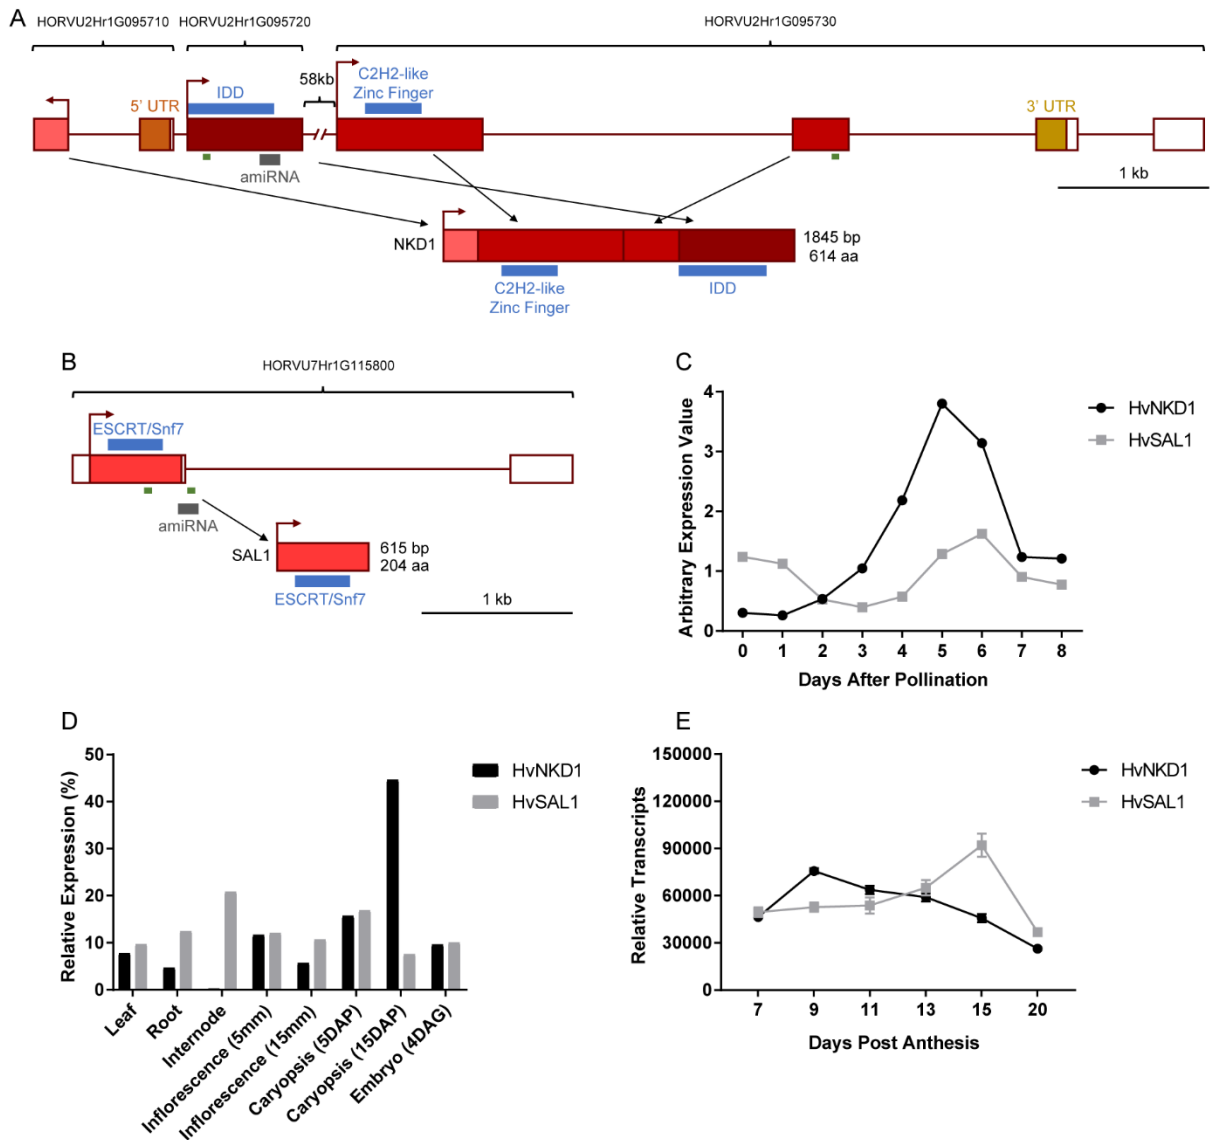 A
HORVU2Hr1G095710
HORVU2Hr1G095720
HORVU2Hr1G095730
5' UTR
IDD
58kb
C2H2-like
Zinc Finger
3' UTR
amiRNA
1 kb
NKD1
1845 bp
614 aa
C2H2-like
Zinc Finger
IDD
B
HORVU7Hr1G115800
ESCRT/Snf7
amiRNA
SAL1
615 bp
204 aa
ESCRT/Snf7
1 kb
C
Arbitrary Expression Value
4
3
2
1
0
0 1 2 3 4 5 6 7 8
Days After Pollination
HvNKD1
HvSAL1
D
Relative Expression (%)
50
40
30
20
10
0
Leaf
Root
Internode
Inflorescence (5mm)
Inflorescence (15mm)
Caryopsis (5DAP)
Caryopsis (15DAP)
Embryo (4DAG)
HvNKD1
HvSAL1
E
Relative Transcripts
150000
120000
90000
60000
30000
0
7 9 11 13 15 20
Days Post Anthesis
HvNKD1
HvSAL1